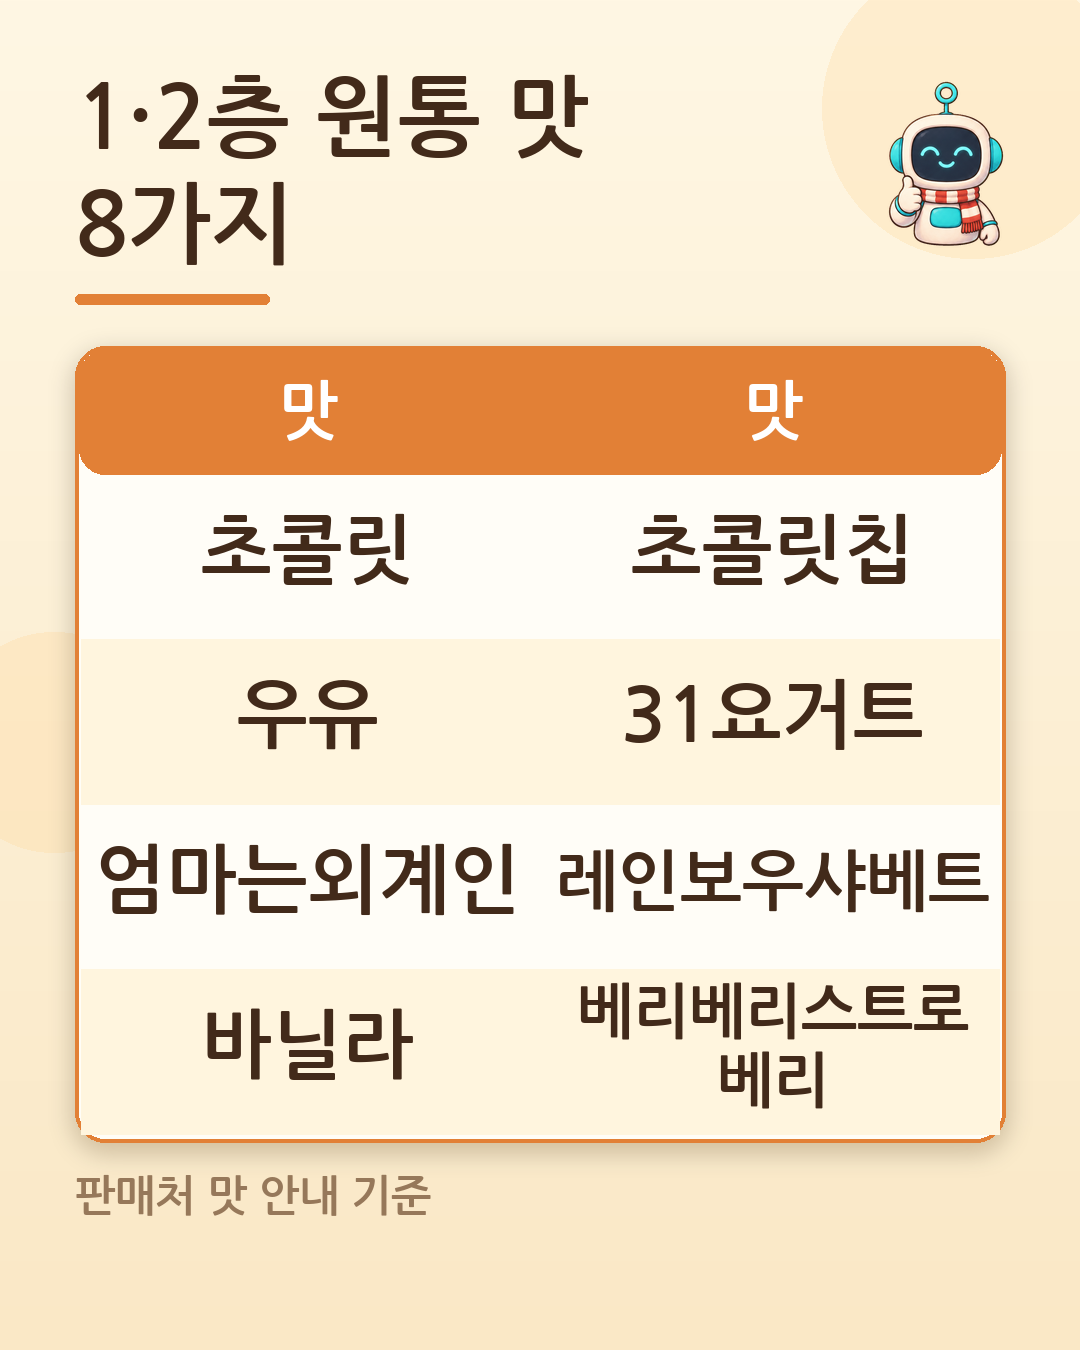 1·2층 원통 맛
8가지
맛 맛
초콜릿 초콜릿칩
우유 31요거트
엄마는외계인 레인보우샤베트
바닐라 베리베리스트로
베리
판매처 맛 안내 기준